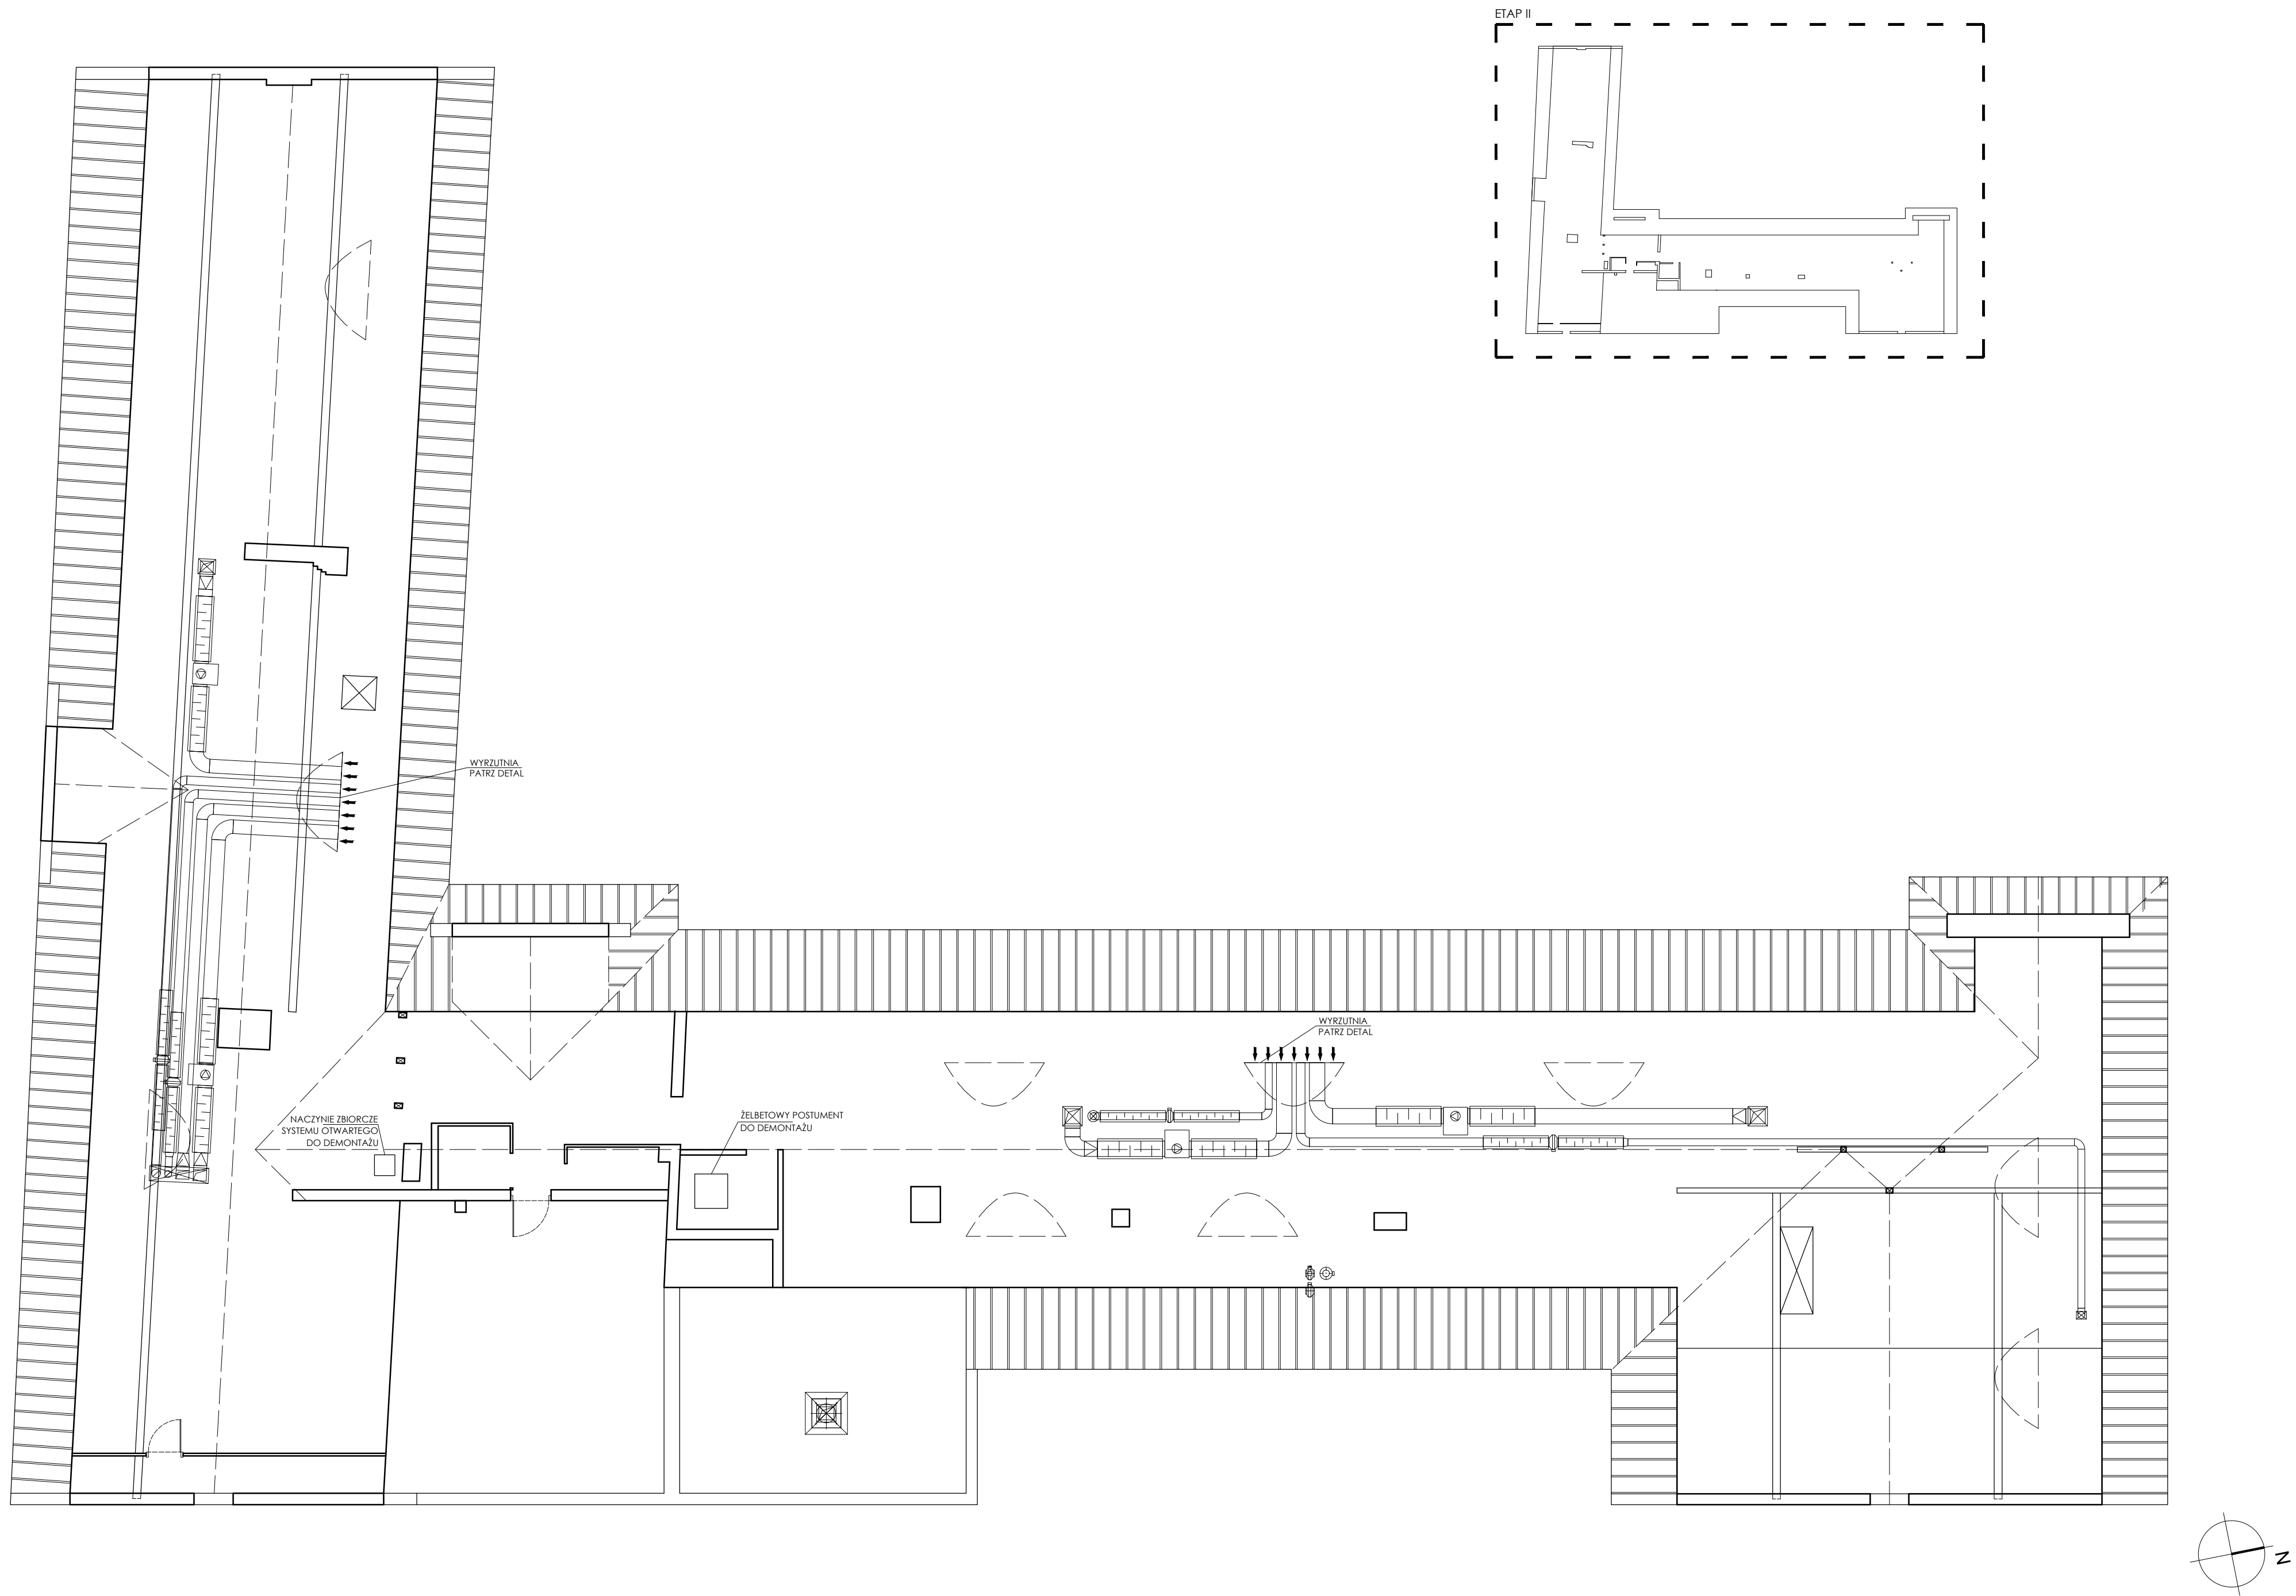 ETAP II
WYRZUTNIA
PATRZ DETAL
WYRZUTNIA
PATRZ DETAL
NACZYNIE ZBIORCZE
SYSTEMU OTWARTEGO
DO DEMONTAŻU
ŻELBETOWY POSTUMENT
DO DEMONTAŻU
N